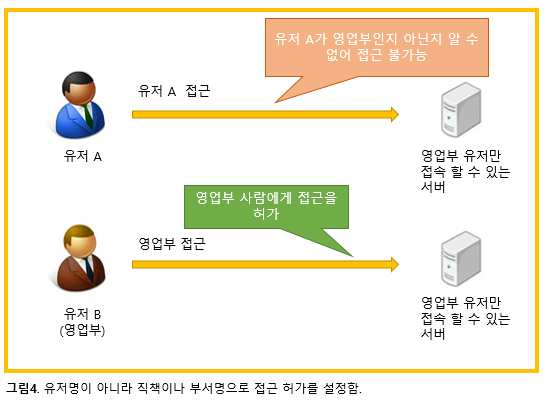 유저 A가 영업부인지 아닌지 알 수
없어 접근 불가능
유저 A 접근
유저 A
영업부 유저만
접속 할 수 있는
서버
영업부 사람에게 접근을
허가
영업부 접근
유저 B
(영업부)
영업부 유저만
접속 할 수 있는
서버
그림4. 유저명이 아니라 직책이나 부서명으로 접근 허가를 설정함.